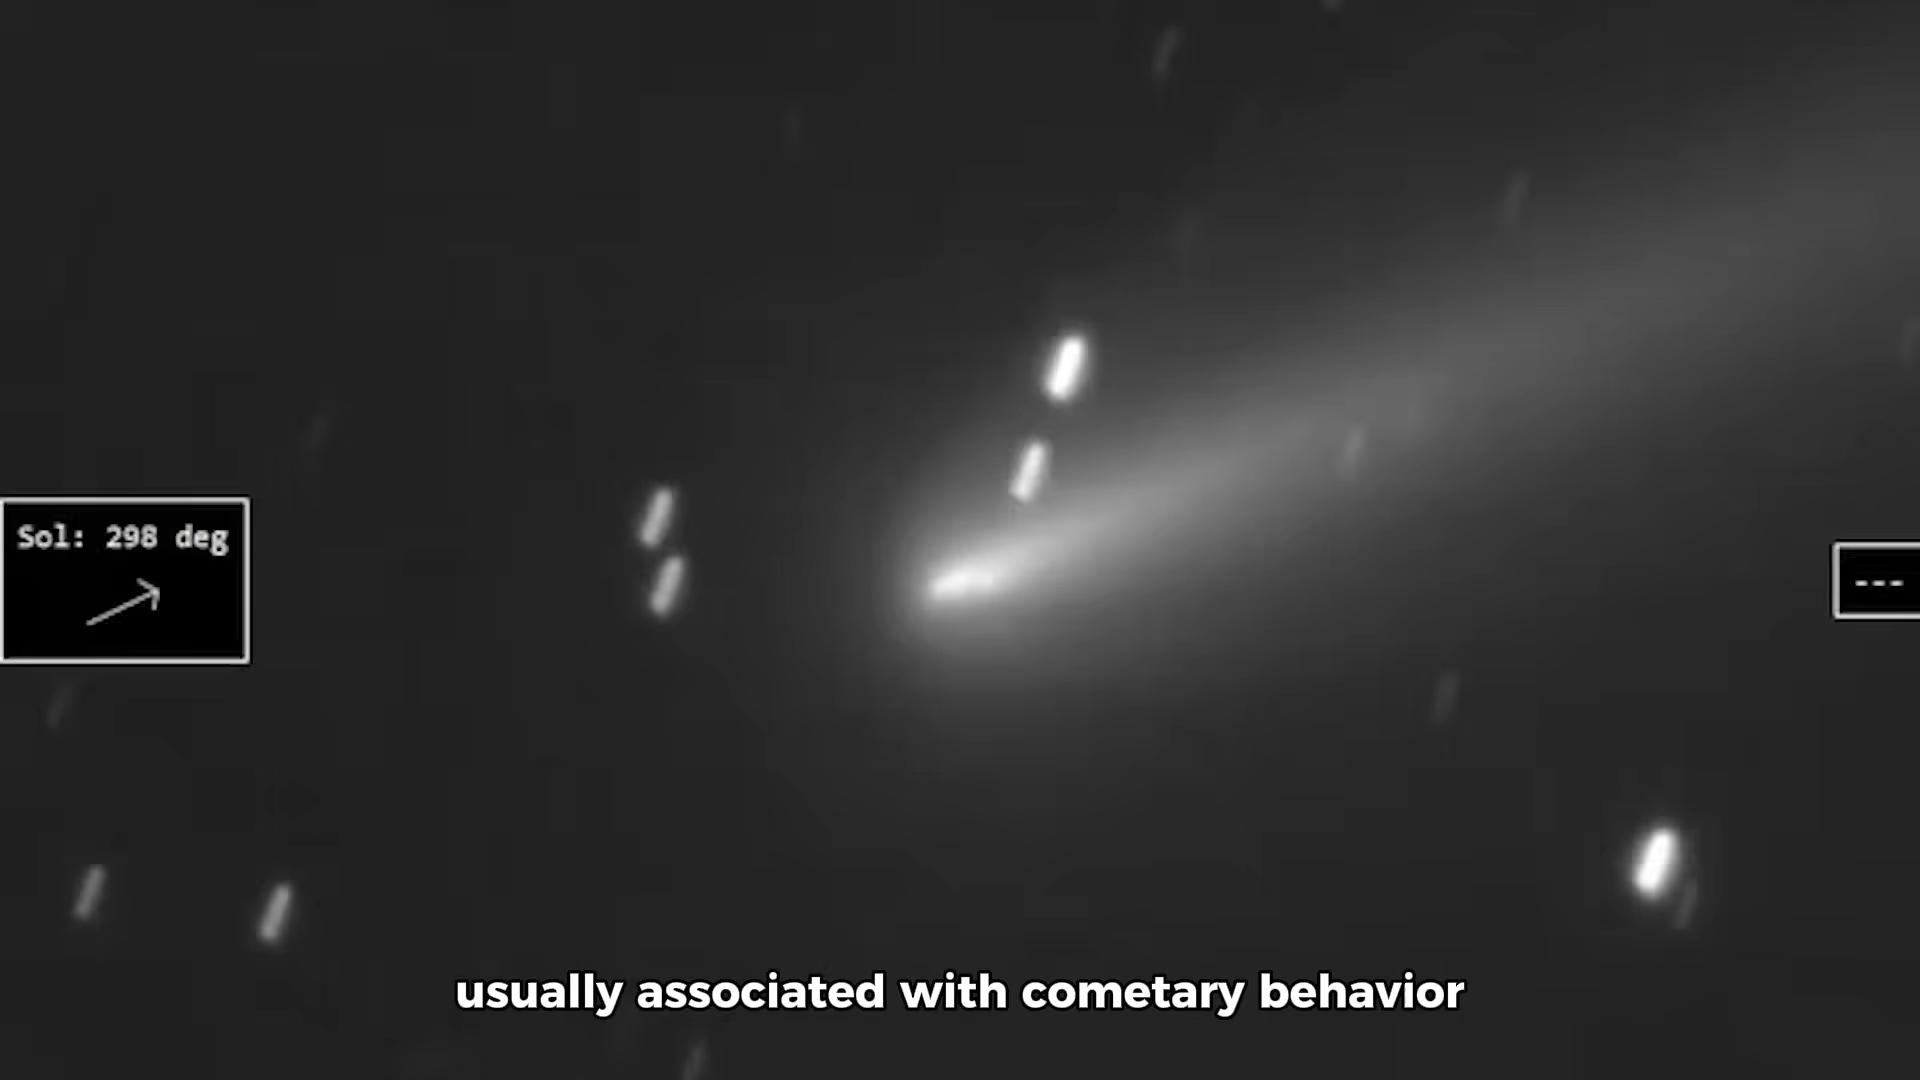 Sol: 298 deg
---
usually associated with cometary behavior